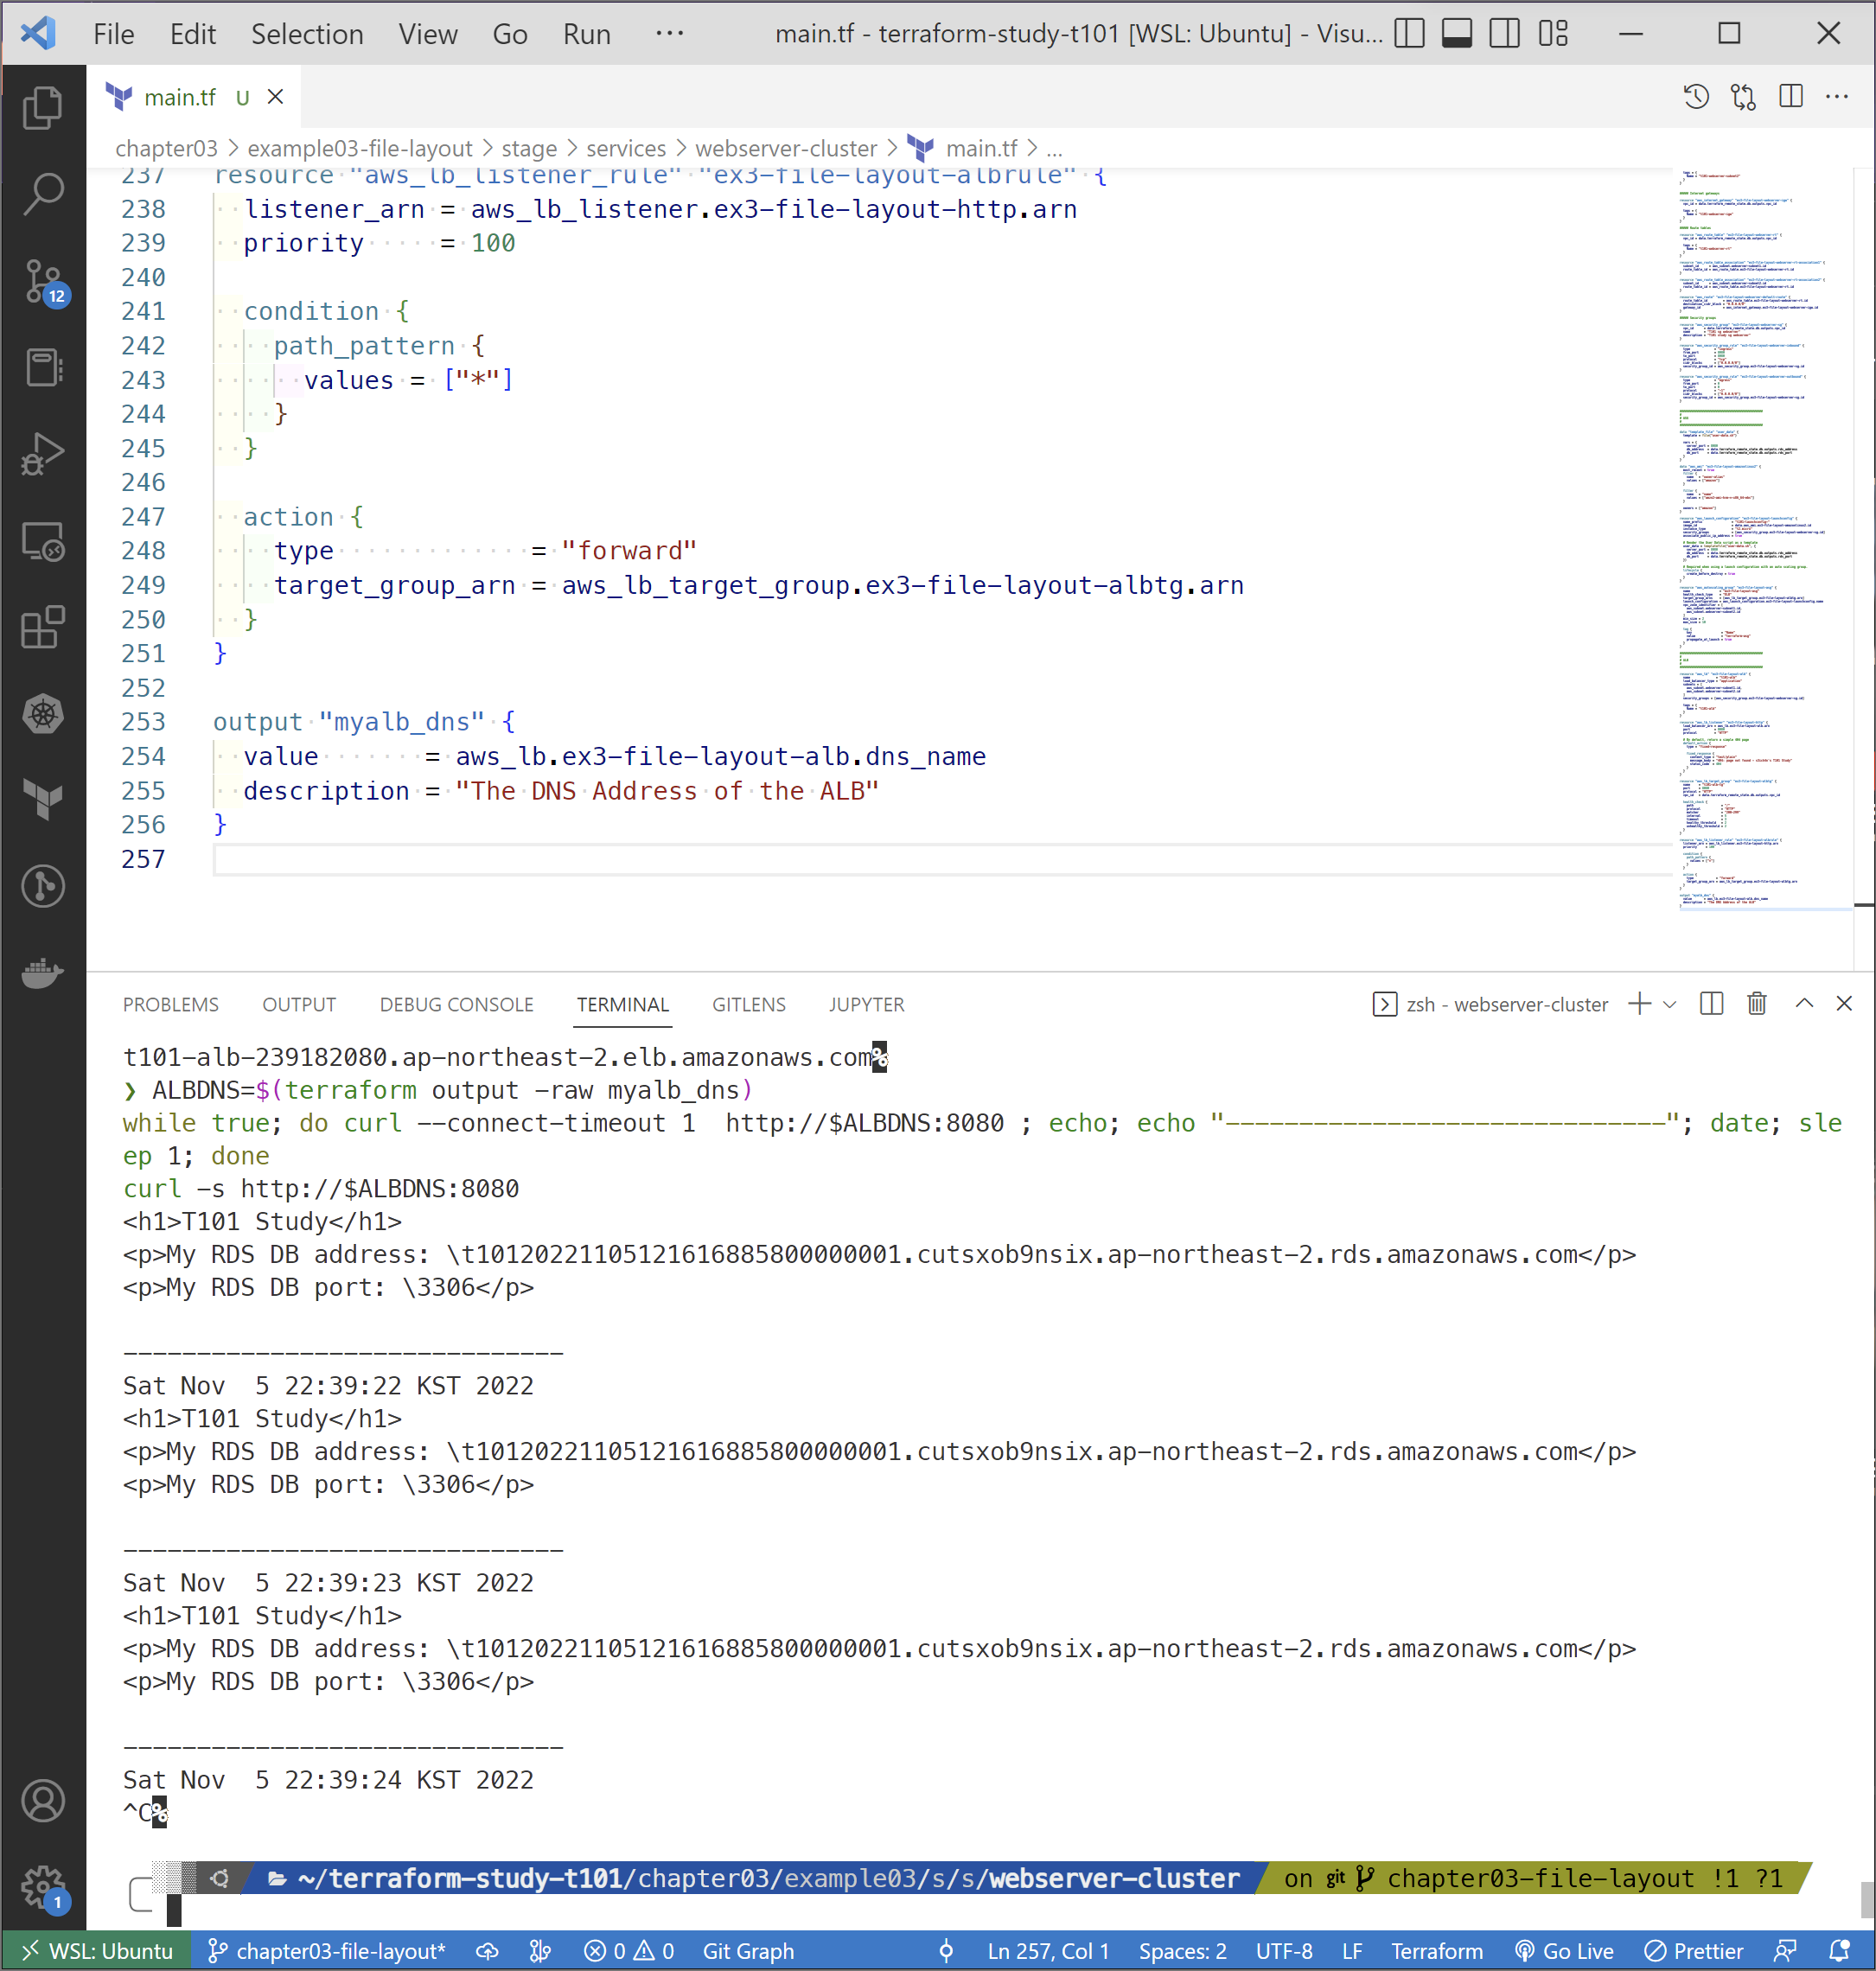 File Edit Selection View Go Run ··· main.tf - terraform-study-t101 [WSL: Ubuntu] - Visu...
main.tf U
chapter03 > example03-file-layout > stage > services > webserver-cluster > main.tf > ...
237 resource "aws_lb_listener_rule" "ex3-file-layout-albrule" {
238 listener_arn = aws_lb_listener.ex3-file-layout-http.arn
239 priority = 100
240
241 condition {
242 path_pattern {
243 values = ["*"]
244 }
245 }
246
247 action {
248 type = "forward"
249 target_group_arn = aws_lb_target_group.ex3-file-layout-albtg.arn
250 }
251 }
252
253 output "myalb_dns" {
254 value = aws_lb.ex3-file-layout-alb.dns_name
255 description = "The DNS Address of the ALB"
256 }
257
12
PROBLEMS OUTPUT DEBUG CONSOLE TERMINAL GITLENS JUPYTER zsh - webserver-cluster
t101-alb-239182080.ap-northeast-2.elb.amazonaws.com%
❯ ALBDNS=$(terraform output -raw myalb_dns)
while true; do curl --connect-timeout 1  http://$ALBDNS:8080 ; echo; echo "------------------------------"; date; sle
ep 1; done
curl -s http://$ALBDNS:8080
<h1>T101 Study</h1>
<p>My RDS DB address: \t10120221105121616885800000001.cutsxob9nsix.ap-northeast-2.rds.amazonaws.com</p>
<p>My RDS DB port: \3306</p>
------------------------------
Sat Nov  5 22:39:22 KST 2022
<h1>T101 Study</h1>
<p>My RDS DB address: \t10120221105121616885800000001.cutsxob9nsix.ap-northeast-2.rds.amazonaws.com</p>
<p>My RDS DB port: \3306</p>
------------------------------
Sat Nov  5 22:39:23 KST 2022
<h1>T101 Study</h1>
<p>My RDS DB address: \t10120221105121616885800000001.cutsxob9nsix.ap-northeast-2.rds.amazonaws.com</p>
<p>My RDS DB port: \3306</p>
------------------------------
Sat Nov  5 22:39:24 KST 2022
^C%
~/terraform-study-t101/chapter03/example03/s/s/webserver-cluster on git chapter03-file-layout !1 ?1
1
WSL: Ubuntu chapter03-file-layout* 0 0 Git Graph Ln 257, Col 1 Spaces: 2 UTF-8 LF Terraform Go Live Prettier